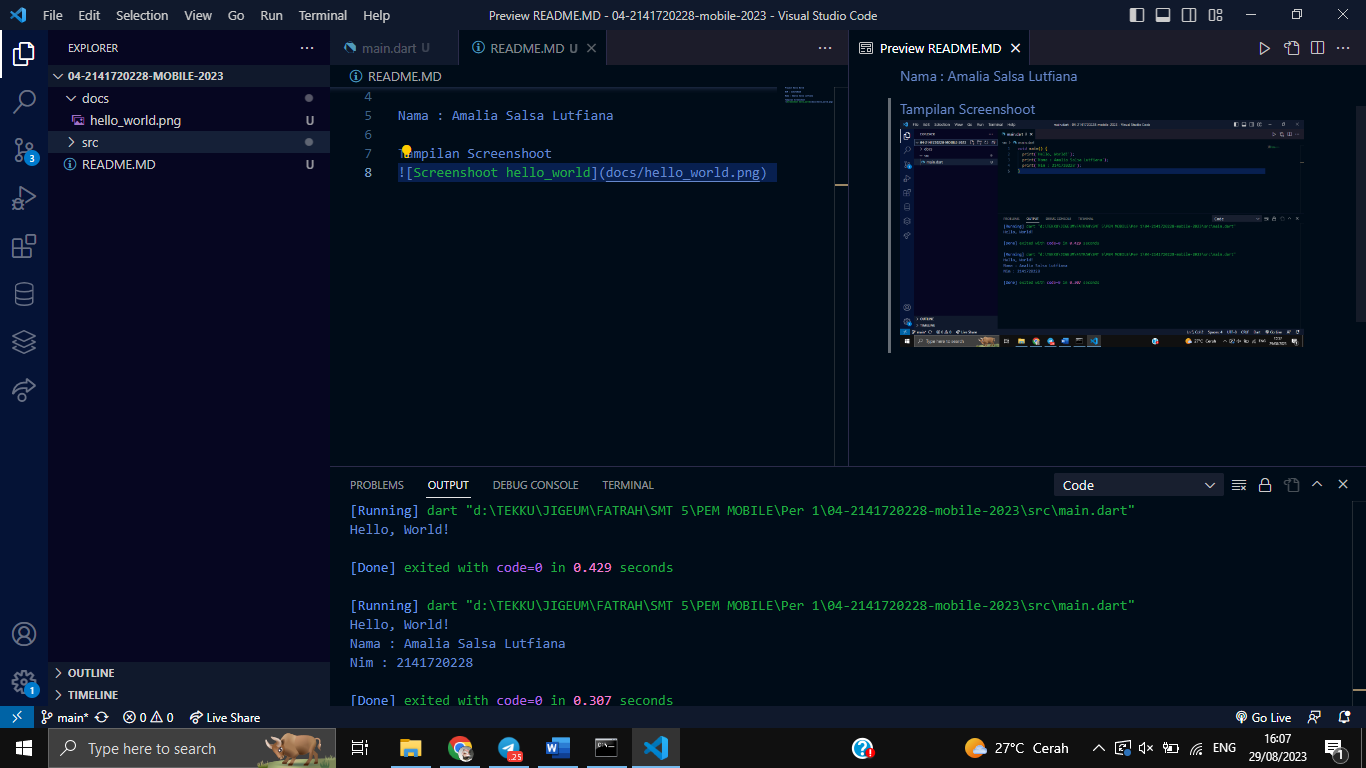 File Edit Selection View Go Run Terminal Help
Preview README.MD - 04-2141720228-mobile-2023 - Visual Studio Code
EXPLORER
04-2141720228-MOBILE-2023
docs
hello_world.png U
src
README.MD U
3
1
OUTLINE
TIMELINE
main.dart U
README.MD U
README.MD
4
5 Nama : Amalia Salsa Lutfiana
6
7 Tampilan Screenshoot
8 ![Screenshoot hello_world](docs/hello_world.png)
Preview README.MD
Nama : Amalia Salsa Lutfiana
Tampilan Screenshoot
PROBLEMS OUTPUT DEBUG CONSOLE TERMINAL
Code
[Running] dart "d:\TEKKU\JIGEUM\FATRAH\SMT 5\PEM MOBILE\Per 1\04-2141720228-mobile-2023\src\main.dart"
Hello, World!
[Done] exited with code=0 in 0.429 seconds
[Running] dart "d:\TEKKU\JIGEUM\FATRAH\SMT 5\PEM MOBILE\Per 1\04-2141720228-mobile-2023\src\main.dart"
Hello, World!
Nama : Amalia Salsa Lutfiana
Nim : 2141720228
[Done] exited with code=0 in 0.307 seconds
main* 0 0 Live Share
Go Live
Type here to search
27°C Cerah
ENG
16:07
29/08/2023
1